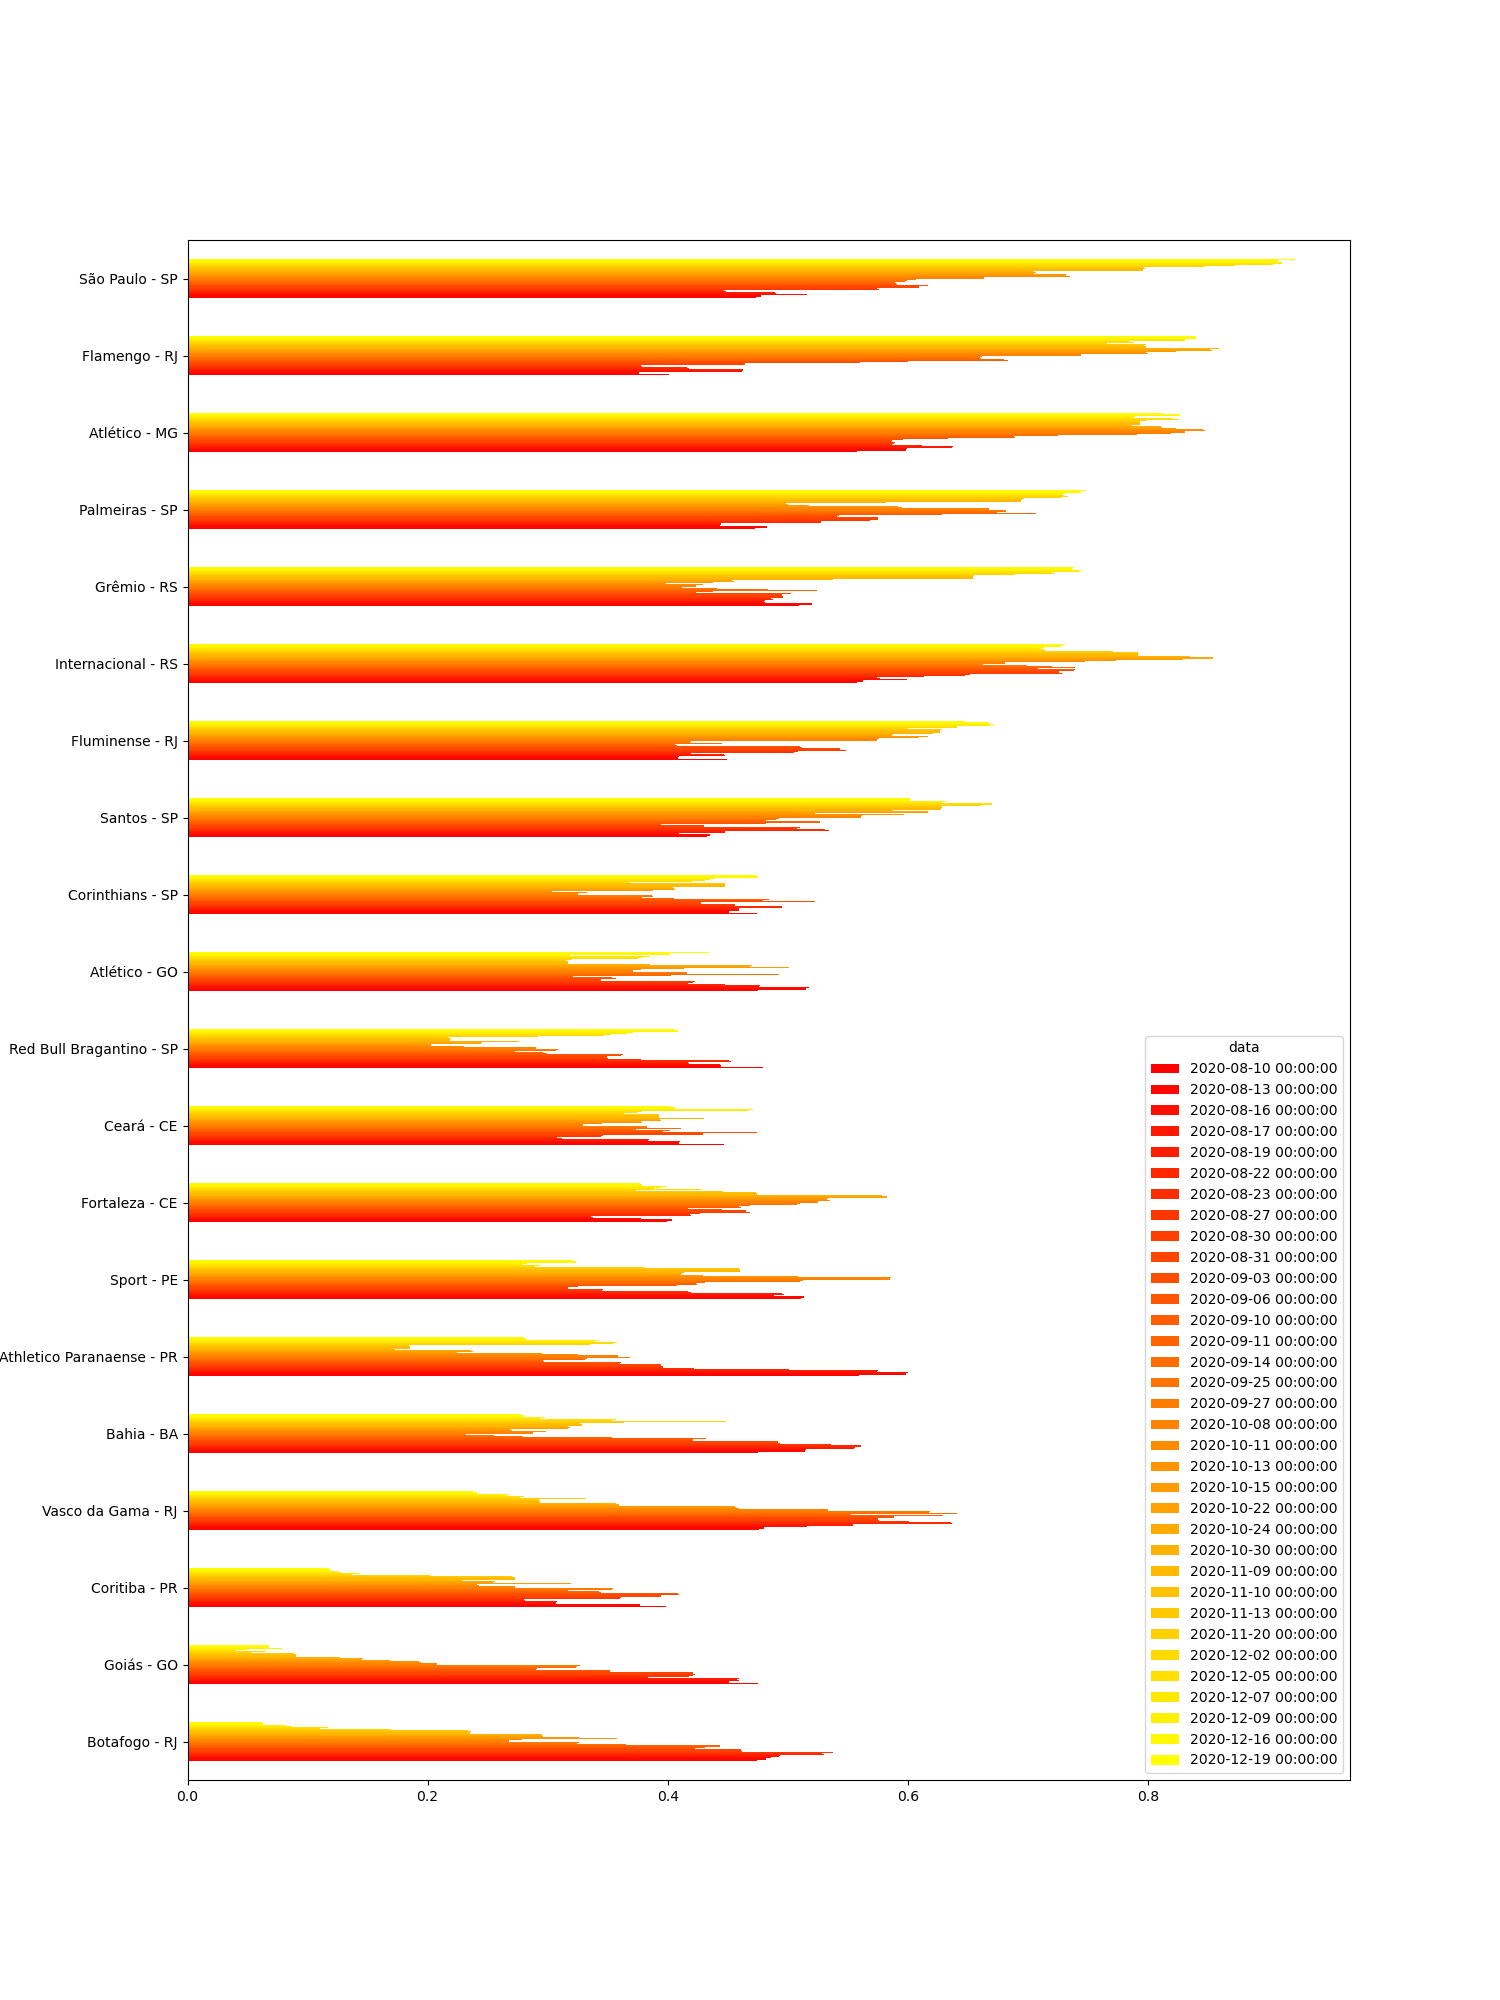 São Paulo - SP
Flamengo - RJ
Atlético - MG
Palmeiras - SP
Grêmio - RS
Internacional - RS
Fluminense - RJ
Santos - SP
Corinthians - SP
Atlético - GO
Red Bull Bragantino - SP
Ceará - CE
Fortaleza - CE
Sport - PE
Athletico Paranaense - PR
Bahia - BA
Vasco da Gama - RJ
Coritiba - PR
Goiás - GO
Botafogo - RJ
0.0 0.2 0.4 0.6 0.8
data
2020-08-10 00:00:00
2020-08-13 00:00:00
2020-08-16 00:00:00
2020-08-17 00:00:00
2020-08-19 00:00:00
2020-08-22 00:00:00
2020-08-23 00:00:00
2020-08-27 00:00:00
2020-08-30 00:00:00
2020-08-31 00:00:00
2020-09-03 00:00:00
2020-09-06 00:00:00
2020-09-10 00:00:00
2020-09-11 00:00:00
2020-09-14 00:00:00
2020-09-25 00:00:00
2020-09-27 00:00:00
2020-10-08 00:00:00
2020-10-11 00:00:00
2020-10-13 00:00:00
2020-10-15 00:00:00
2020-10-22 00:00:00
2020-10-24 00:00:00
2020-10-30 00:00:00
2020-11-09 00:00:00
2020-11-10 00:00:00
2020-11-13 00:00:00
2020-11-20 00:00:00
2020-12-02 00:00:00
2020-12-05 00:00:00
2020-12-07 00:00:00
2020-12-09 00:00:00
2020-12-16 00:00:00
2020-12-19 00:00:00